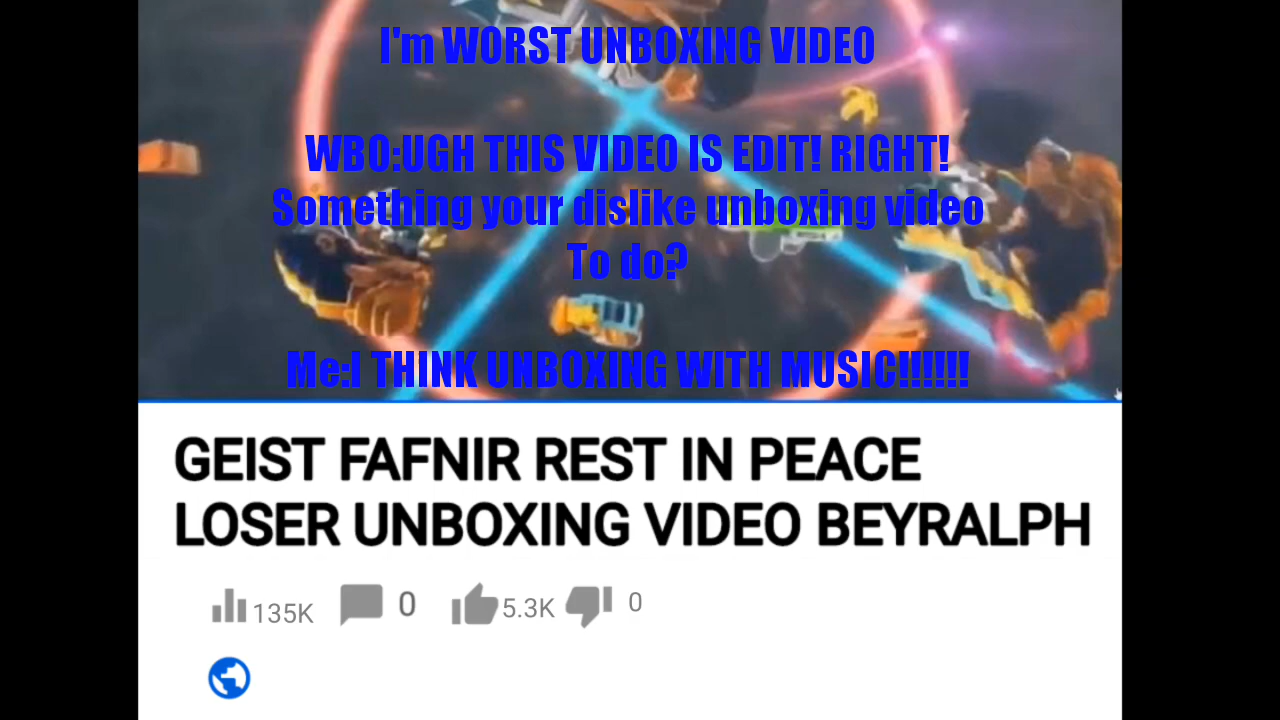 I'm WORST UNBOXING VIDEO
WBO:UGH THIS VIDEO IS EDIT! RIGHT!
Something your dislike unboxing video
To do?
Me:I THINK UNBOXING WITH MUSIC!!!!!!
GEIST FAFNIR REST IN PEACE
LOSER UNBOXING VIDEO BEYRALPH
135K 0 5.3K 0